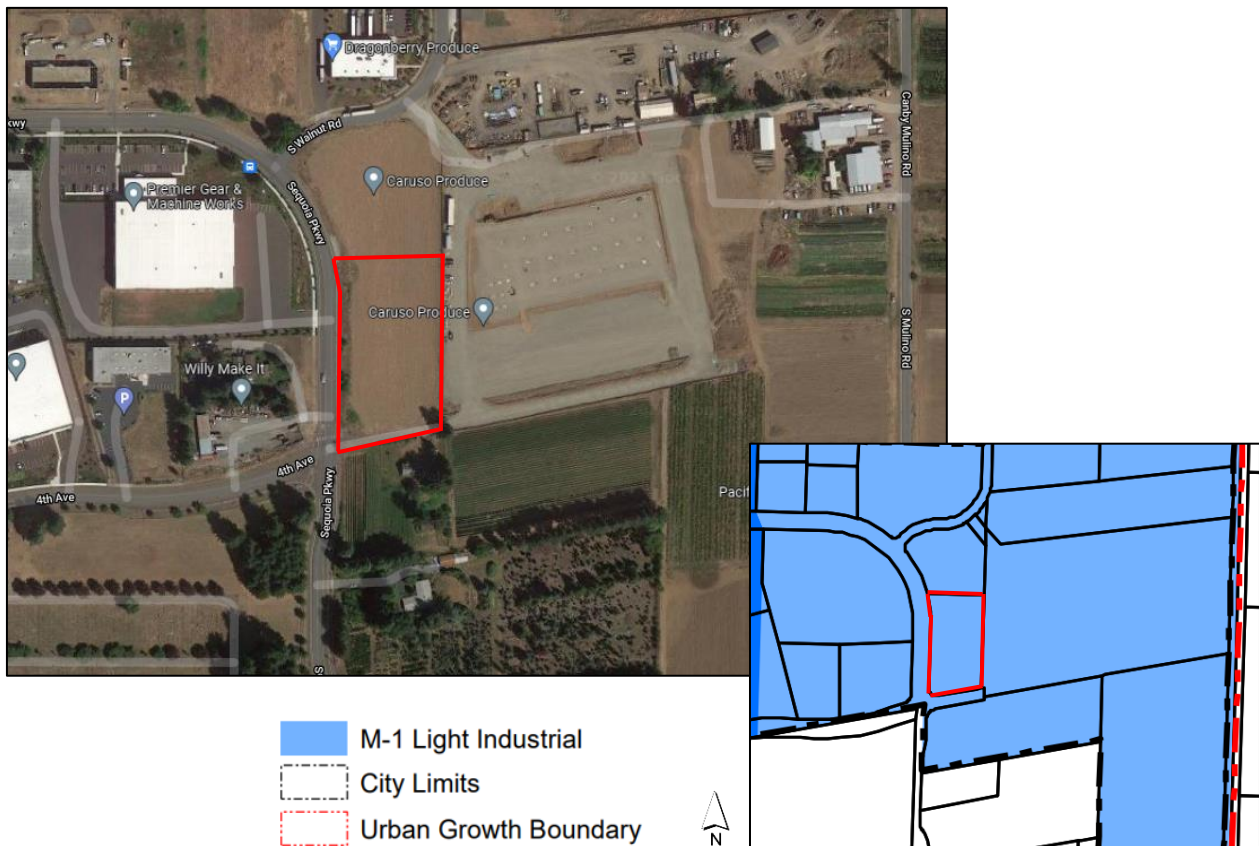 Dragonberry Produce
S Walnut Rd
Canby Mulino Rd
kwy
Caruso Produce
Premier Gear &
Machine Works
Sequoia Pkwy
Caruso Produce
S Mulino Rd
Willy Make It
P
4th Ave
4th Ave
Sequoia Pkwy
Pacif
M-1 Light Industrial
City Limits
Urban Growth Boundary
N